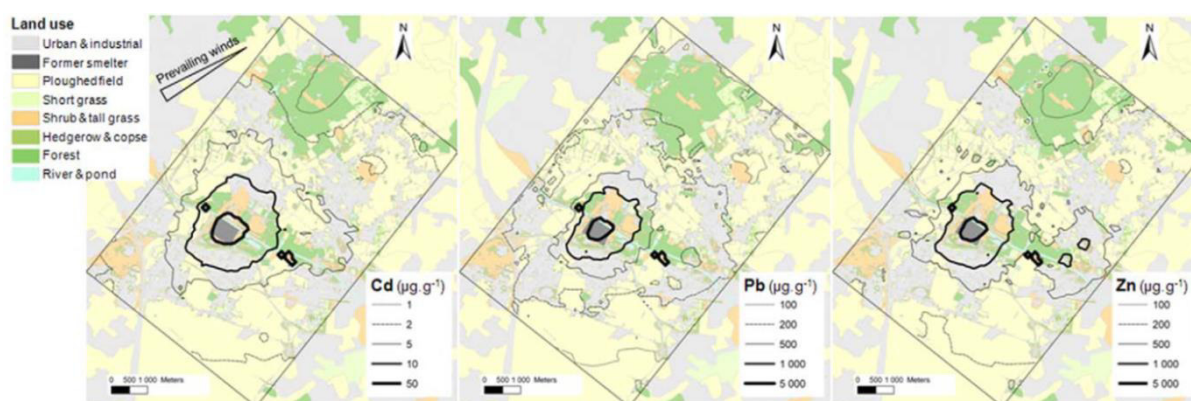 Land use
Urban & industrial
Former smelter
Ploughed field
Short grass
Shrub & tall grass
Hedgerow & copse
Forest
River & pond
Prevailing winds
N
Cd (µg.g-1)
1
2
5
10
50
0 500 1 000 Meters
N
Pb (µg.g-1)
100
200
500
1 000
5 000
0 500 1 000 Meters
N
Zn (µg.g-1)
100
200
500
1 000
5 000
0 500 1 000 Meters